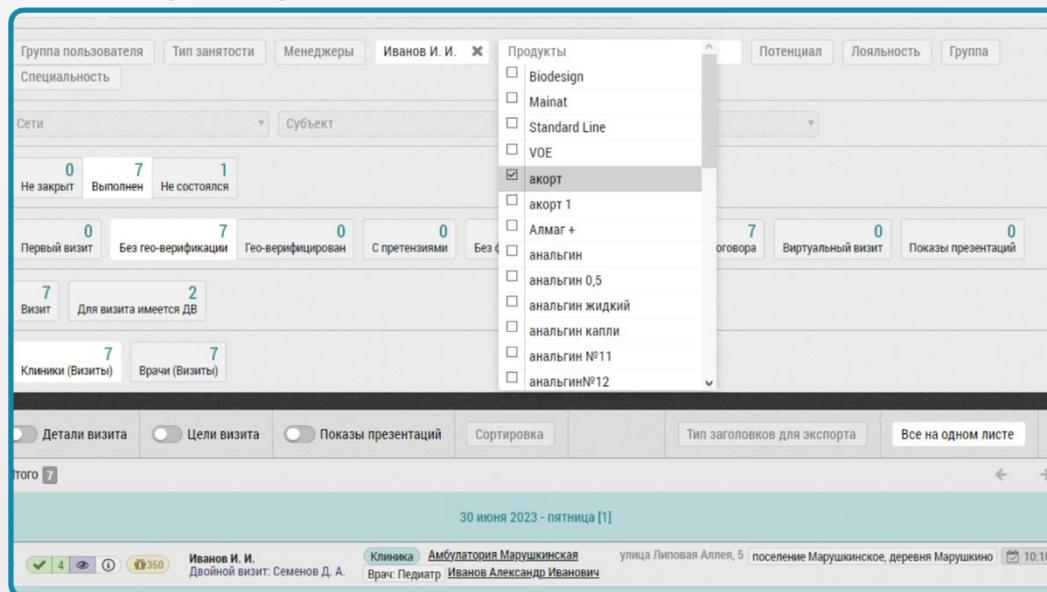 Группа пользователя Тип занятости Менеджеры Иванов И. И. ✖ Продукты Потенциал Лояльность Группа
Специальность
Biodesign
Mainat
Сети Субъект Standard Line
VOE
0 7 1
Не закрыт Выполнен Не состоялся
акорт
акорт 1
0 7 0 0 7 0 0
Алмаг +
Первый визит Без гео-верификации Гео-верифицирован С претензиями Без оговора Виртуальный визит Показы презентаций
анальгин
анальгин 0,5
7 2
Визит Для визита имеется ДВ
анальгин жидкий
анальгин капли
7 7
анальгин №11
Клиники (Визиты) Врачи (Визиты)
анальгин№12
Детали визита Цели визита Показы презентаций Сортировка Тип заголовков для экспорта Все на одном листе
того 7
30 июня 2023 - пятница [1]
4 350 Иванов И. И. Клиника Амбулатория Марушкинская улица Липовая Аллея, 5 поселение Марушкинское, деревня Марушкино 10:10
Двойной визит: Семенов Д. А. Врач: Педиатр Иванов Александр Иванович